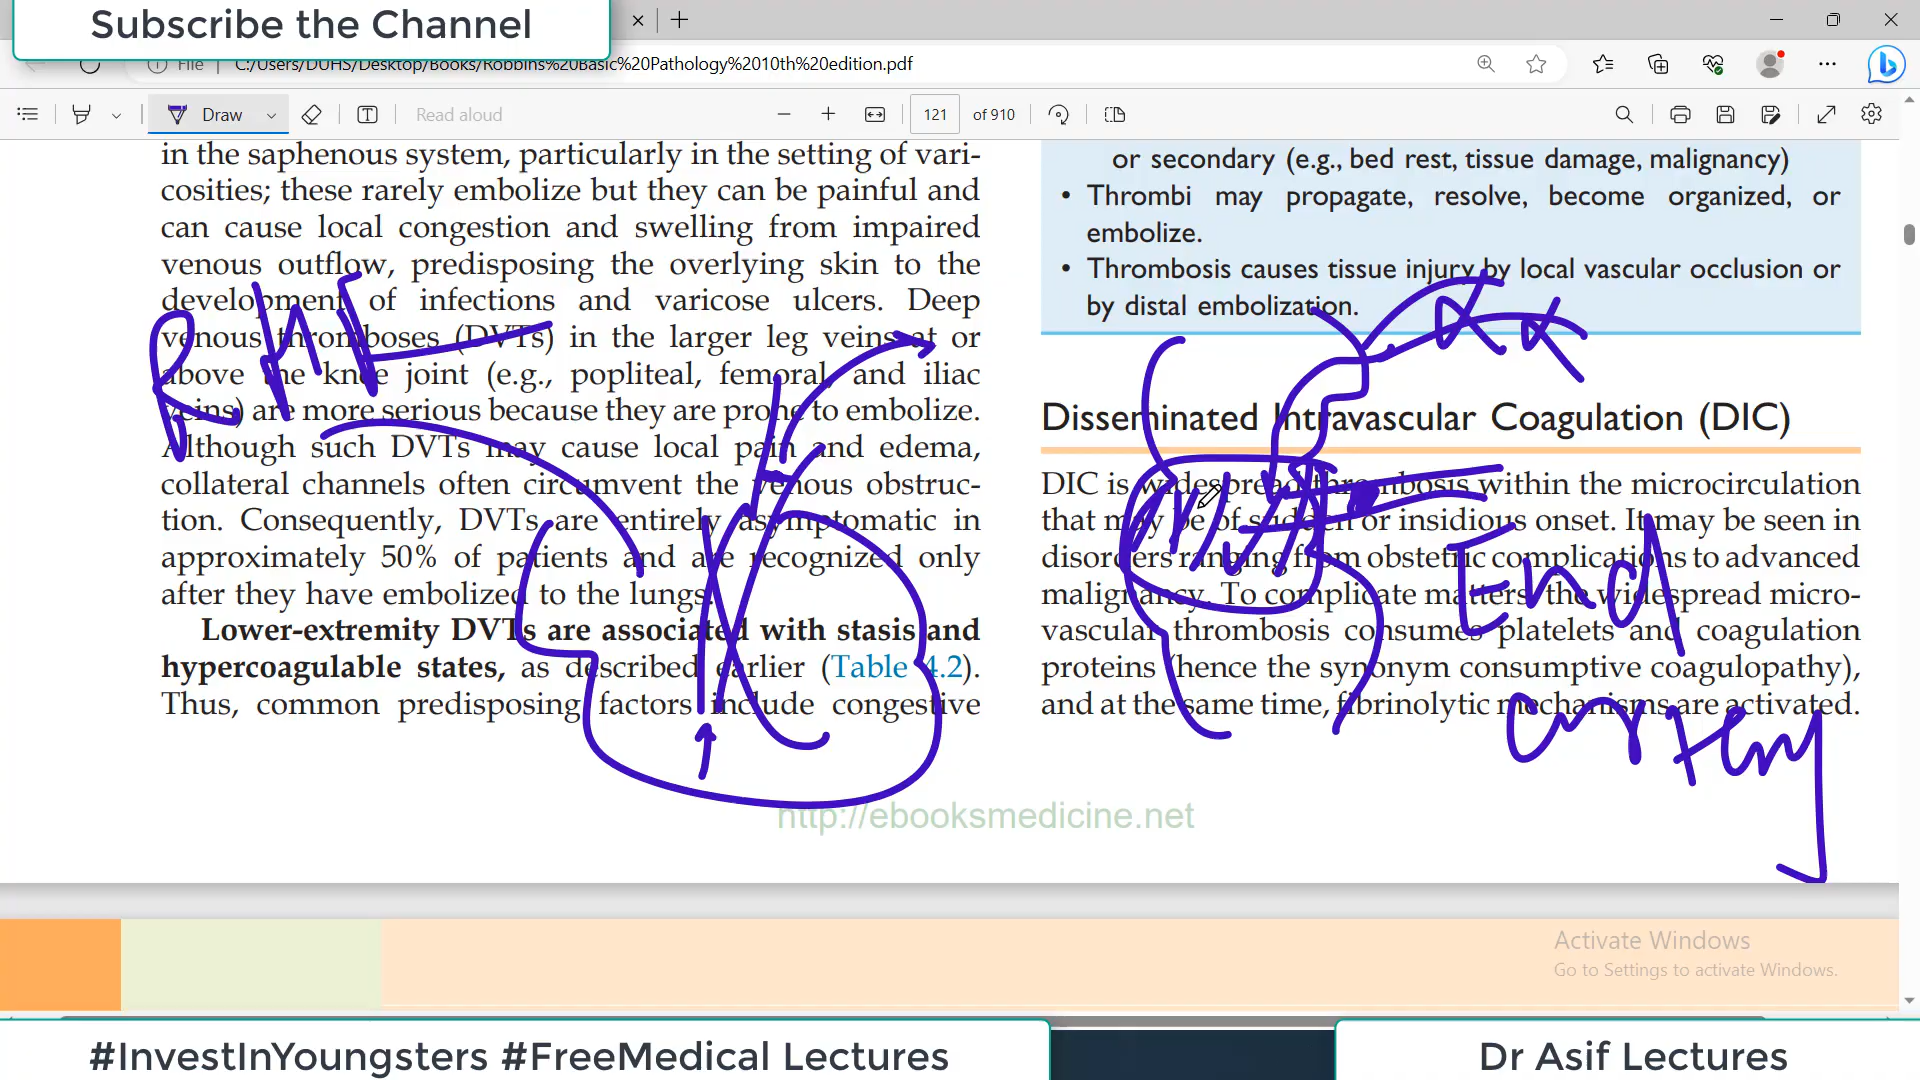 Subscribe the Channel
File
C:/Users/DUHS/Desktop/Books/Robbins%20Basic%20Pathology%2010th%20edition.pdf
Draw
Read aloud
121 of 910
in the saphenous system, particularly in the setting of vari-
cosities; these rarely embolize but they can be painful and
can cause local congestion and swelling from impaired
venous outflow, predisposing the overlying skin to the
development of infections and varicose ulcers. Deep
venous thromboses (DVTs) in the larger leg veins at or
above the knee joint (e.g., popliteal, femoral, and iliac
veins) are more serious because they are prone to embolize.
Although such DVTs may cause local pain and edema,
collateral channels often circumvent the venous obstruc-
tion. Consequently, DVTs are entirely asymptomatic in
approximately 50% of patients and are recognized only
after they have embolized to the lungs.
Lower-extremity DVTs are associated with stasis and
hypercoagulable states, as described earlier (Table 4.2).
Thus, common predisposing factors include congestive
or secondary (e.g., bed rest, tissue damage, malignancy)
• Thrombi may propagate, resolve, become organized, or
embolize.
• Thrombosis causes tissue injury by local vascular occlusion or
by distal embolization.
Disseminated Intravascular Coagulation (DIC)
DIC is widespread thrombosis within the microcirculation
that may be of sudden or insidious onset. It may be seen in
disorders ranging from obstetric complications to advanced
malignancy. To complicate matters, the widespread micro-
vascular thrombosis consumes platelets and coagulation
proteins (hence the synonym consumptive coagulopathy),
and at the same time, fibrinolytic mechanisms are activated.
End
artery
http://ebooksmedicine.net
Activate Windows
Go to Settings to activate Windows.
#InvestInYoungsters #FreeMedical Lectures
Dr Asif Lectures